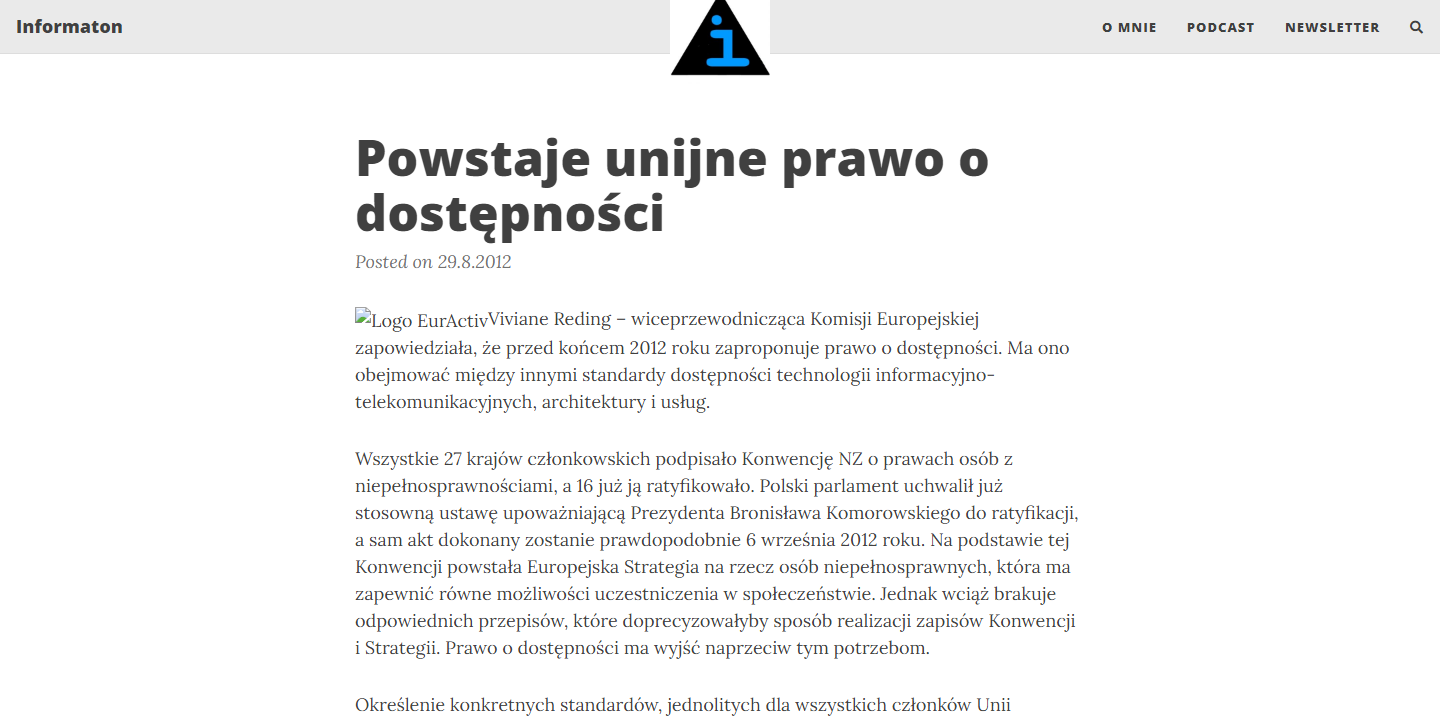 Informaton
i
O MNIE
PODCAST
NEWSLETTER
Powstaje unijne prawo o
dostępności
Posted on 29.8.2012
Logo EurActivViviane Reding – wiceprzewodnicząca Komisji Europejskiej
zapowiedziała, że przed końcem 2012 roku zaproponuje prawo o dostępności. Ma ono
obejmować między innymi standardy dostępności technologii informacyjno-
telekomunikacyjnych, architektury i usług.
Wszystkie 27 krajów członkowskich podpisało Konwencję NZ o prawach osób z
niepełnosprawnościami, a 16 już ją ratyfikowało. Polski parlament uchwalił już
stosowną ustawę upoważniającą Prezydenta Bronisława Komorowskiego do ratyfikacji,
a sam akt dokonany zostanie prawdopodobnie 6 września 2012 roku. Na podstawie tej
Konwencji powstała Europejska Strategia na rzecz osób niepełnosprawnych, która ma
zapewnić równe możliwości uczestniczenia w społeczeństwie. Jednak wciąż brakuje
odpowiednich przepisów, które doprecyzowałyby sposób realizacji zapisów Konwencji
i Strategii. Prawo o dostępności ma wyjść naprzeciw tym potrzebom.
Określenie konkretnych standardów, jednolitych dla wszystkich członków Unii